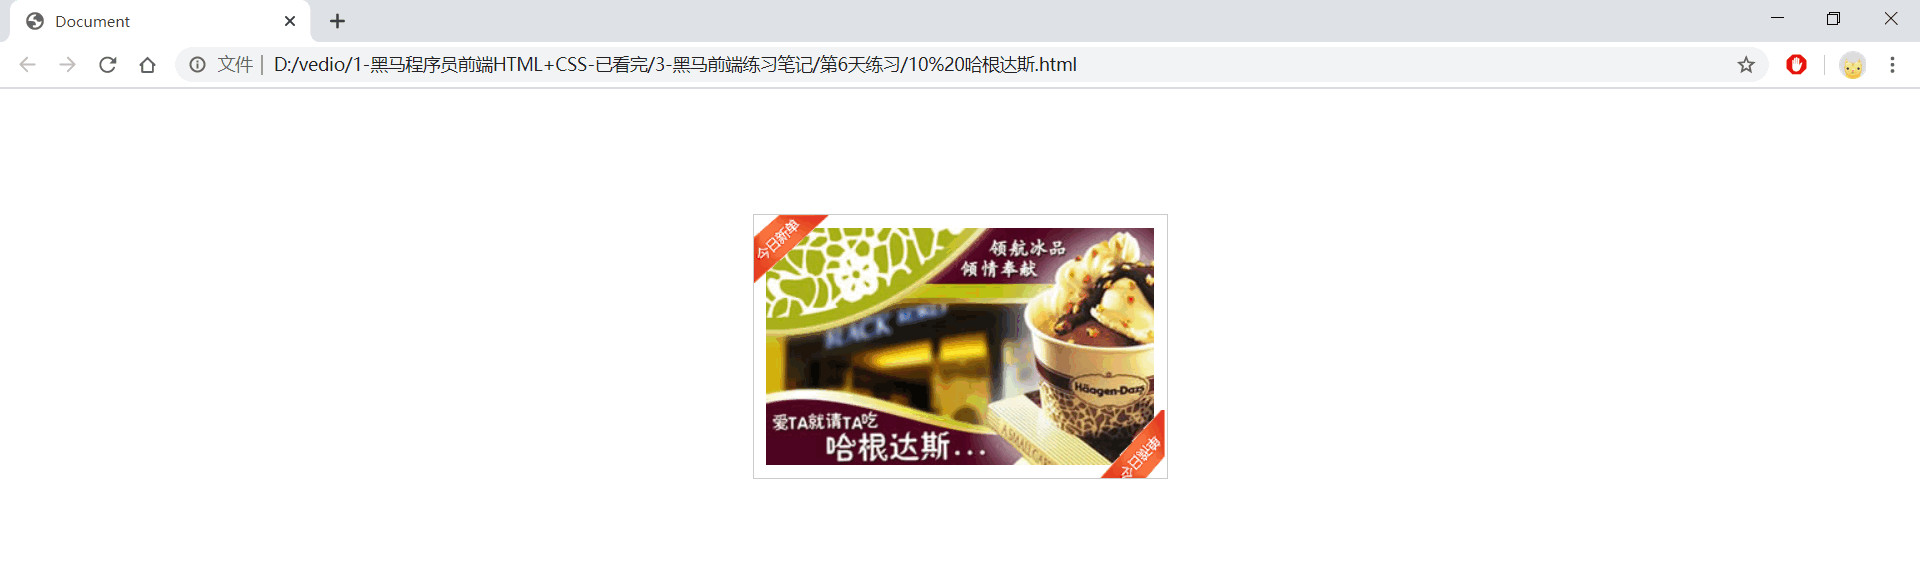 Document
文件 | D:/vedio/1-黑马程序员前端HTML+CSS-已看完/3-黑马前端练习笔记/第6天练习/10%20哈根达斯.html
今日新单
领航冰品
倾情奉献
BLACK
Häagen-Dazs
爱TA就请TA吃
哈根达斯...
A SMALL CAFE
今日新单